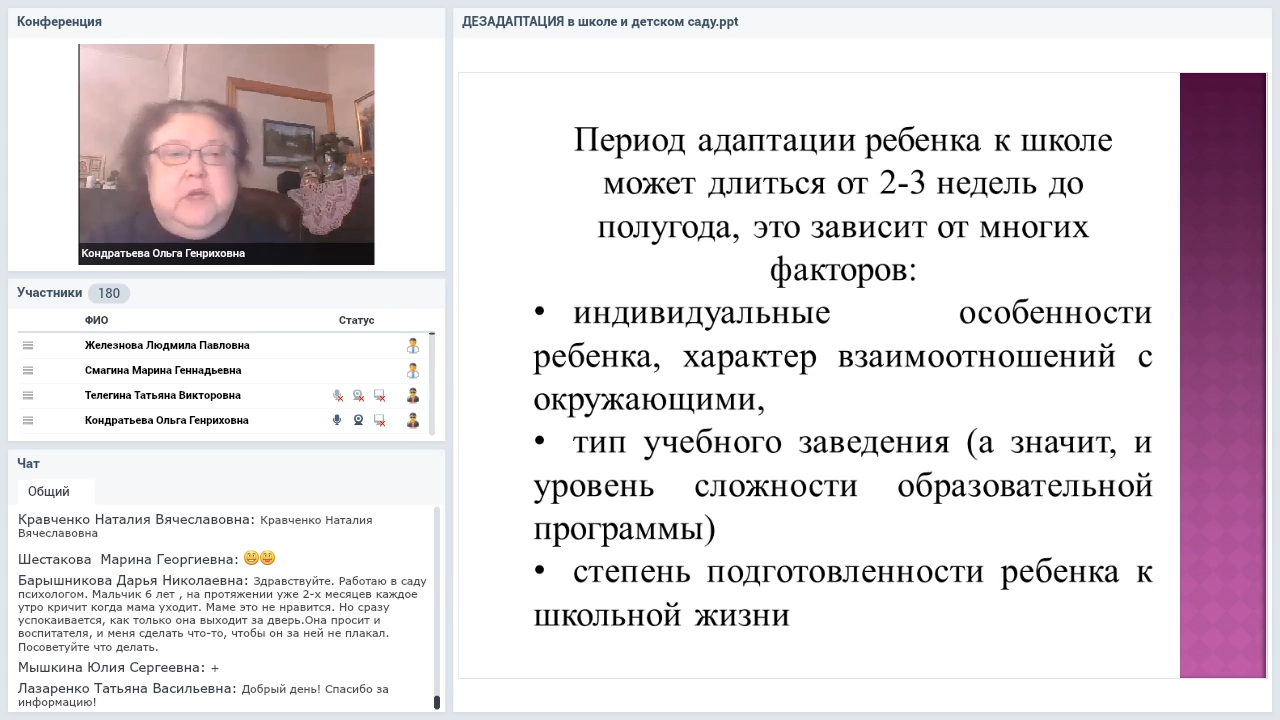 Конференция
Кондратьева Ольга Генриховна
Участники 180
ФИО Статус
Железнова Людмила Павловна
Смагина Марина Геннадьевна
Телегина Татьяна Викторовна
Кондратьева Ольга Генриховна
Чат
Общий
Кравченко Наталия Вячеславовна: Кравченко Наталия
Вячеславовна
Шестакова Марина Георгиевна:
Барышникова Дарья Николаевна: Здравствуйте. Работаю в саду
психологом. Мальчик 6 лет , на протяжении уже 2-х месяцев каждое
утро кричит когда мама уходит. Маме это не нравится. Но сразу
успокаивается, как только она выходит за дверь.Она просит и
воспитателя, и меня сделать что-то, чтобы он за ней не плакал.
Посоветуйте что делать.
Мышкина Юлия Сергеевна: +
Лазаренко Татьяна Васильевна: Добрый день! Спасибо за
информацию!
ДЕЗАДАПТАЦИЯ в школе и детском саду.ppt
Период адаптации ребенка к школе
может длиться от 2-3 недель до
полугода, это зависит от многих
факторов:
• индивидуальные особенности
ребенка, характер взаимоотношений с
окружающими,
• тип учебного заведения (а значит, и
уровень сложности образовательной
программы)
• степень подготовленности ребенка к
школьной жизни